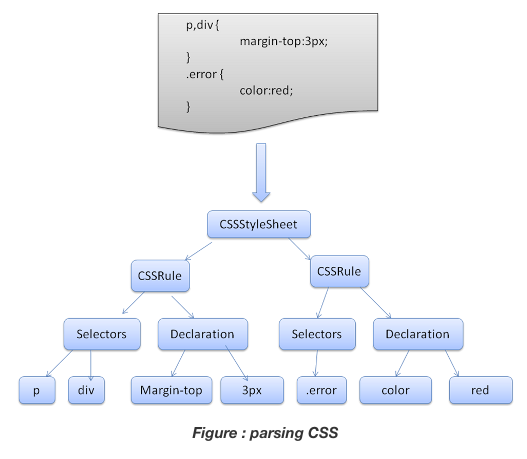 p,div {
margin-top:3px;
}
.error {
color:red;
}
CSSStyleSheet
CSSRule
CSSRule
Selectors
Declaration
Selectors
Declaration
p
div
Margin-top
3px
.error
color
red
Figure : parsing CSS